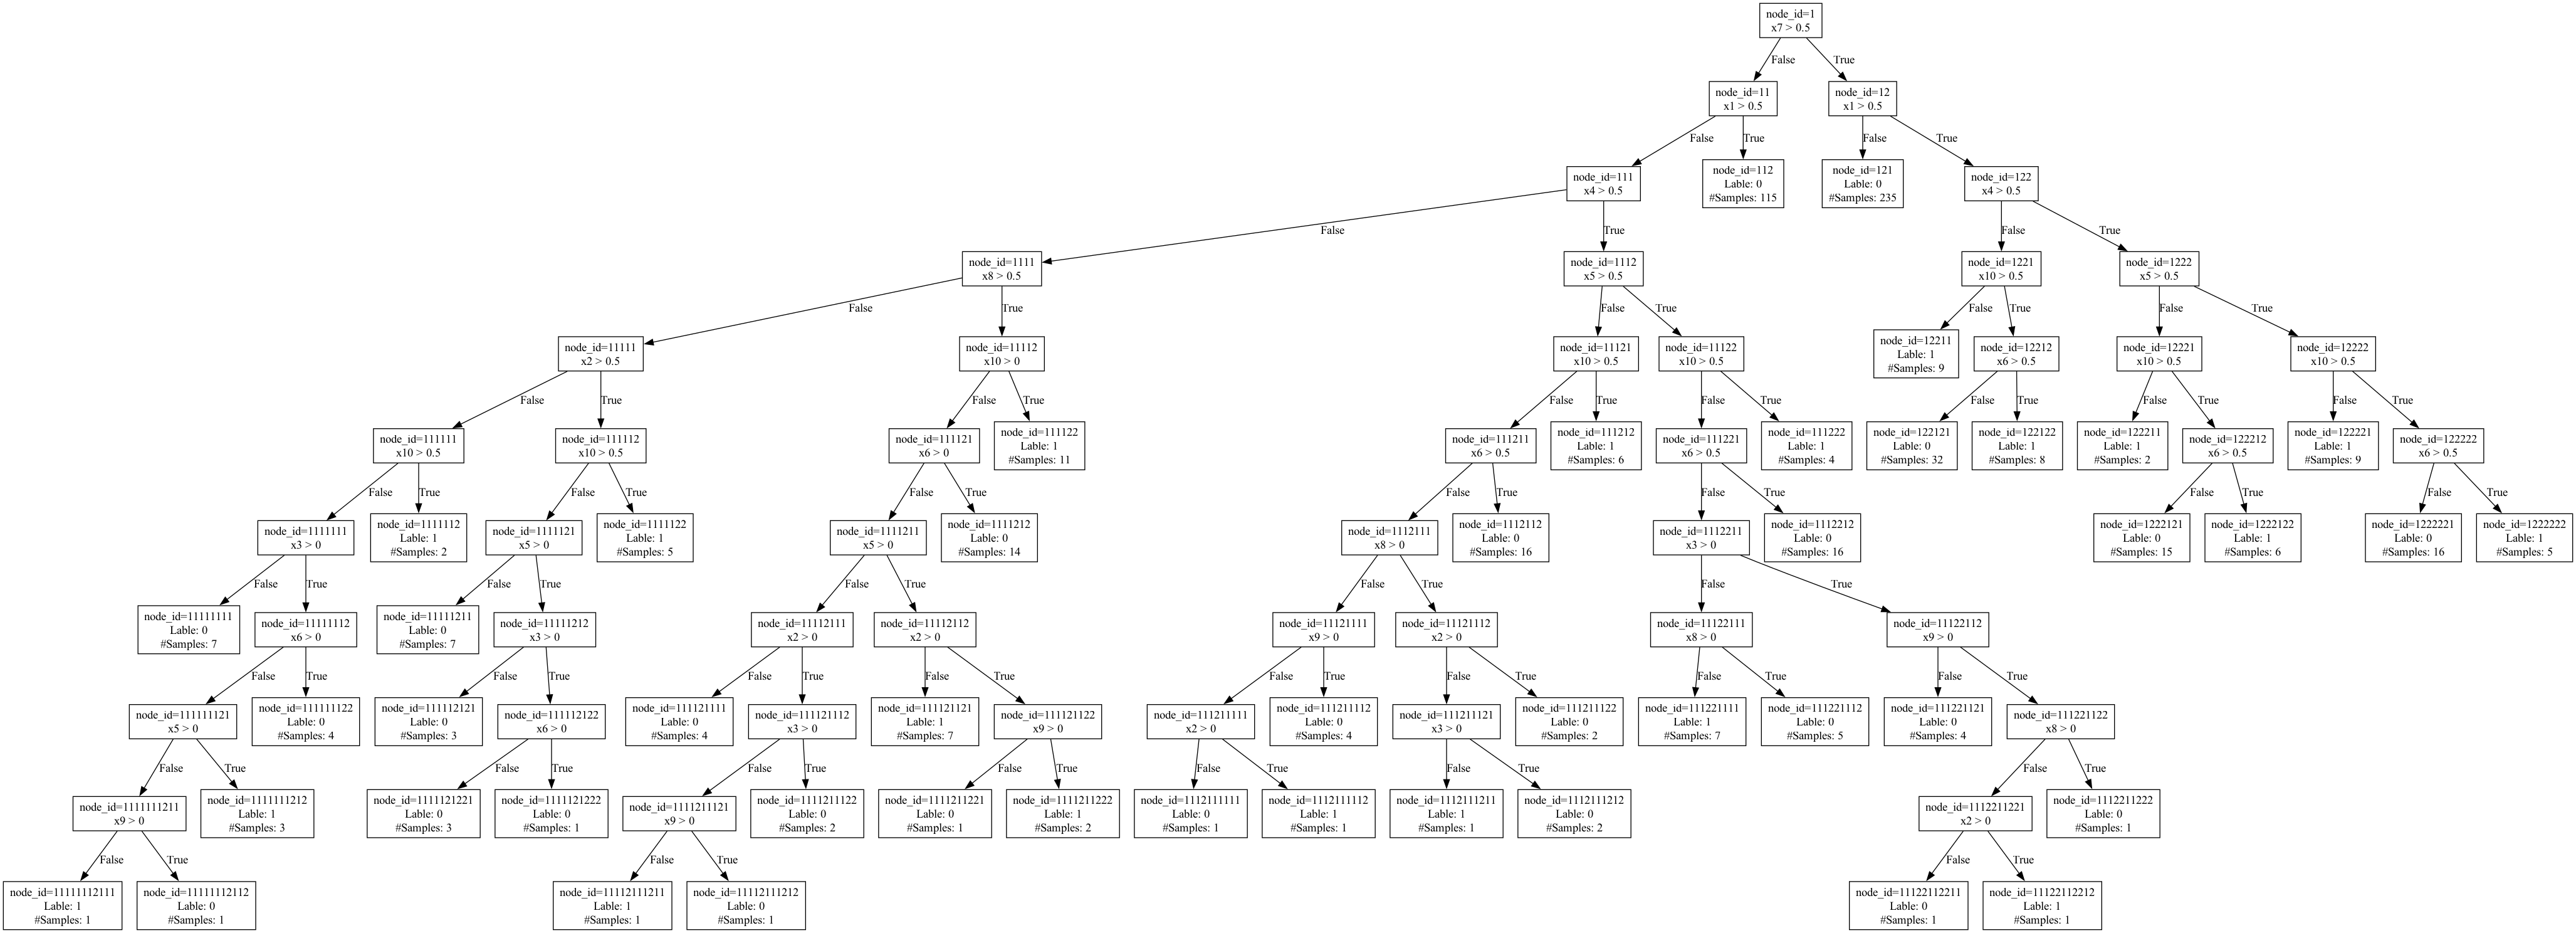 node_id=1
x7 > 0.5
False
True
node_id=11
x1 > 0.5
node_id=12
x1 > 0.5
False
True
False
True
node_id=111
x4 > 0.5
node_id=112
Lable: 0
#Samples: 115
node_id=121
Lable: 0
#Samples: 235
node_id=122
x4 > 0.5
False
True
False
True
node_id=1111
x8 > 0.5
node_id=1112
x5 > 0.5
node_id=1221
x10 > 0.5
node_id=1222
x5 > 0.5
False
True
False
True
False
True
False
True
node_id=11111
x2 > 0.5
node_id=11112
x10 > 0
node_id=11121
x10 > 0.5
node_id=11122
x10 > 0.5
node_id=12211
Lable: 1
#Samples: 9
node_id=12212
x6 > 0.5
node_id=12221
x10 > 0.5
node_id=12222
x10 > 0.5
False
True
False
True
False
True
False
True
False
True
False
True
False
True
node_id=111111
x10 > 0.5
node_id=111112
x10 > 0.5
node_id=111121
x6 > 0
node_id=111122
Lable: 1
#Samples: 11
node_id=111211
x6 > 0.5
node_id=111212
Lable: 1
#Samples: 6
node_id=111221
x6 > 0.5
node_id=111222
Lable: 1
#Samples: 4
node_id=122121
Lable: 0
#Samples: 32
node_id=122122
Lable: 1
#Samples: 8
node_id=122211
Lable: 1
#Samples: 2
node_id=122212
x6 > 0.5
node_id=122221
Lable: 1
#Samples: 9
node_id=122222
x6 > 0.5
False
True
False
True
False
True
False
True
False
True
False
True
False
True
node_id=1111111
x3 > 0
node_id=1111112
Lable: 1
#Samples: 2
node_id=1111121
x5 > 0
node_id=1111122
Lable: 1
#Samples: 5
node_id=1111211
x5 > 0
node_id=1111212
Lable: 0
#Samples: 14
node_id=1112111
x8 > 0
node_id=1112112
Lable: 0
#Samples: 16
node_id=1112211
x3 > 0
node_id=1112212
Lable: 0
#Samples: 16
node_id=1222121
Lable: 0
#Samples: 15
node_id=1222122
Lable: 1
#Samples: 6
node_id=1222221
Lable: 0
#Samples: 16
node_id=1222222
Lable: 1
#Samples: 5
False
True
False
True
False
True
False
True
False
True
node_id=11111111
Lable: 0
#Samples: 7
node_id=11111112
x6 > 0
node_id=11111211
Lable: 0
#Samples: 7
node_id=11111212
x3 > 0
node_id=11112111
x2 > 0
node_id=11112112
x2 > 0
node_id=11121111
x9 > 0
node_id=11121112
x2 > 0
node_id=11122111
x8 > 0
node_id=11122112
x9 > 0
False
True
False
True
False
True
False
True
False
True
False
True
False
True
False
True
node_id=111111121
x5 > 0
node_id=111111122
Lable: 0
#Samples: 4
node_id=111112121
Lable: 0
#Samples: 3
node_id=111112122
x6 > 0
node_id=111121111
Lable: 0
#Samples: 4
node_id=111121112
x3 > 0
node_id=111121121
Lable: 1
#Samples: 7
node_id=111121122
x9 > 0
node_id=111211111
x2 > 0
node_id=111211112
Lable: 0
#Samples: 4
node_id=111211121
x3 > 0
node_id=111211122
Lable: 0
#Samples: 2
node_id=111221111
Lable: 1
#Samples: 7
node_id=111221112
Lable: 0
#Samples: 5
node_id=111221121
Lable: 0
#Samples: 4
node_id=111221122
x8 > 0
False
True
False
True
False
True
False
True
False
True
False
True
False
True
node_id=1111111211
x9 > 0
node_id=1111111212
Lable: 1
#Samples: 3
node_id=1111121221
Lable: 0
#Samples: 3
node_id=1111121222
Lable: 0
#Samples: 1
node_id=1111211121
x9 > 0
node_id=1111211122
Lable: 0
#Samples: 2
node_id=1111211221
Lable: 0
#Samples: 1
node_id=1111211222
Lable: 1
#Samples: 2
node_id=1112111111
Lable: 0
#Samples: 1
node_id=1112111112
Lable: 1
#Samples: 1
node_id=1112111211
Lable: 1
#Samples: 1
node_id=1112111212
Lable: 0
#Samples: 2
node_id=1112211221
x2 > 0
node_id=1112211222
Lable: 0
#Samples: 1
False
True
False
True
False
True
node_id=11111112111
Lable: 1
#Samples: 1
node_id=11111112112
Lable: 0
#Samples: 1
node_id=11112111211
Lable: 1
#Samples: 1
node_id=11112111212
Lable: 0
#Samples: 1
node_id=11122112211
Lable: 0
#Samples: 1
node_id=11122112212
Lable: 1
#Samples: 1